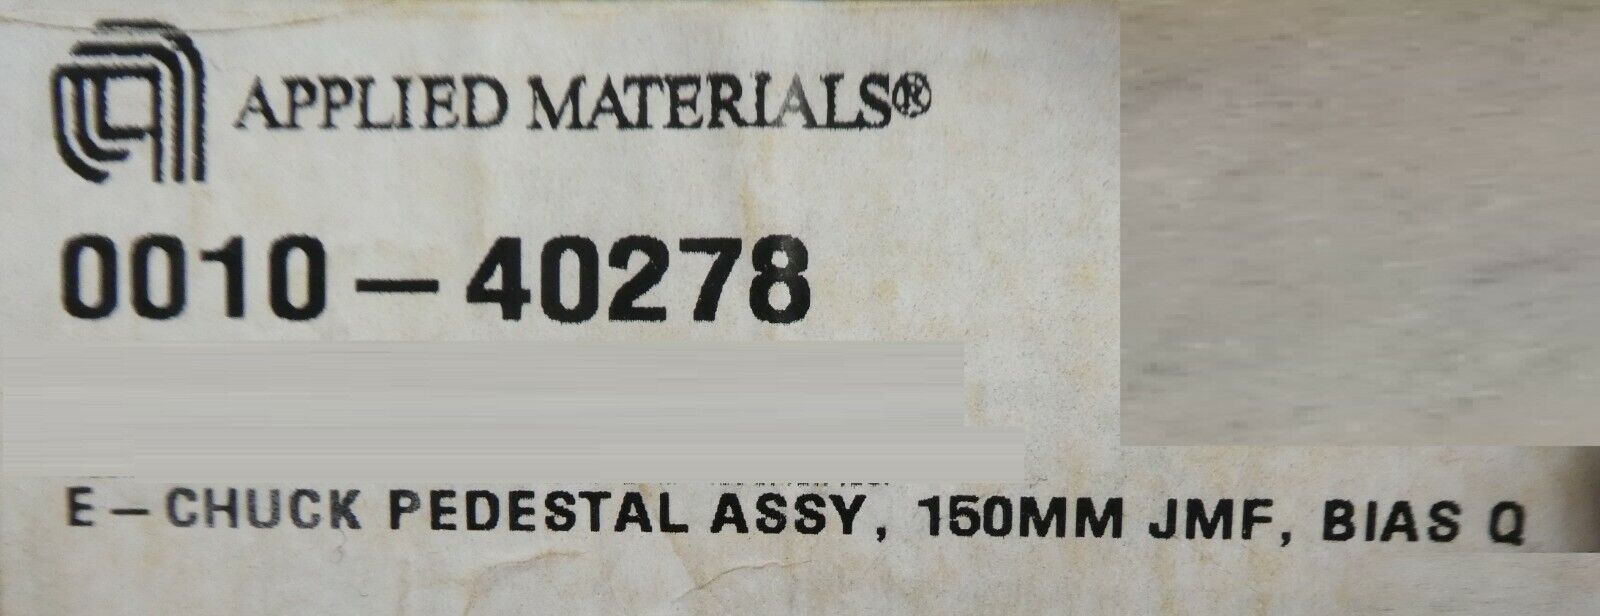 APPLIED MATERIALS®
0010-40278
E-CHUCK PEDESTAL ASSY, 150MM JMF, BIAS Q